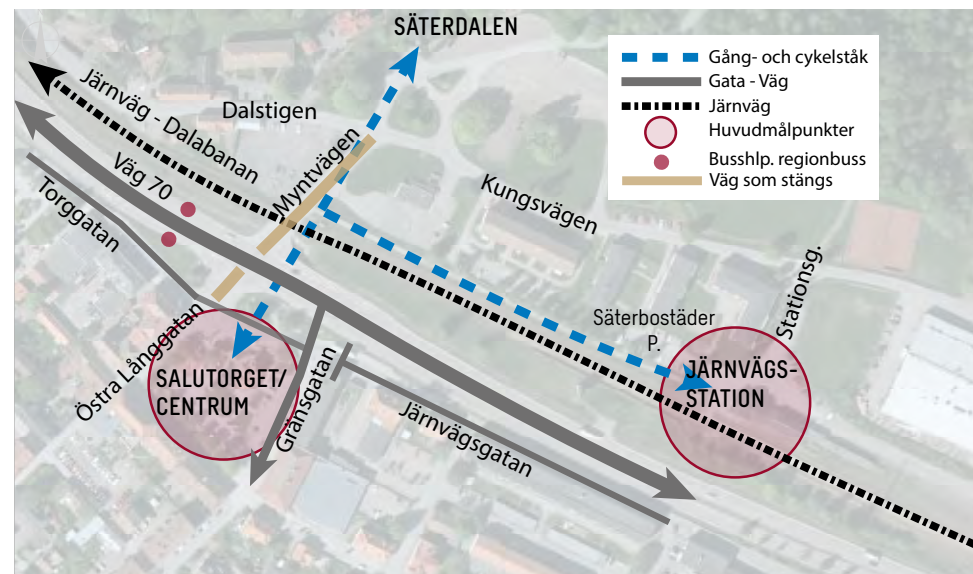 SÄTERDALEN
Gång- och cykelståk
Gata - Väg
Järnväg
Huvudmålpunkter
Busshlp. regionbuss
Väg som stängs
Järnväg - Dalabanan
Dalstigen
Myntvägen
Väg 70
Torggatan
Kungsvägen
Stationsg.
Säterbostäder
P.
Östra Långgatan
SALUTORGET/
CENTRUM
Gränsgatan
Järnvägsgatan
JÄRNVÄGS-
STATION